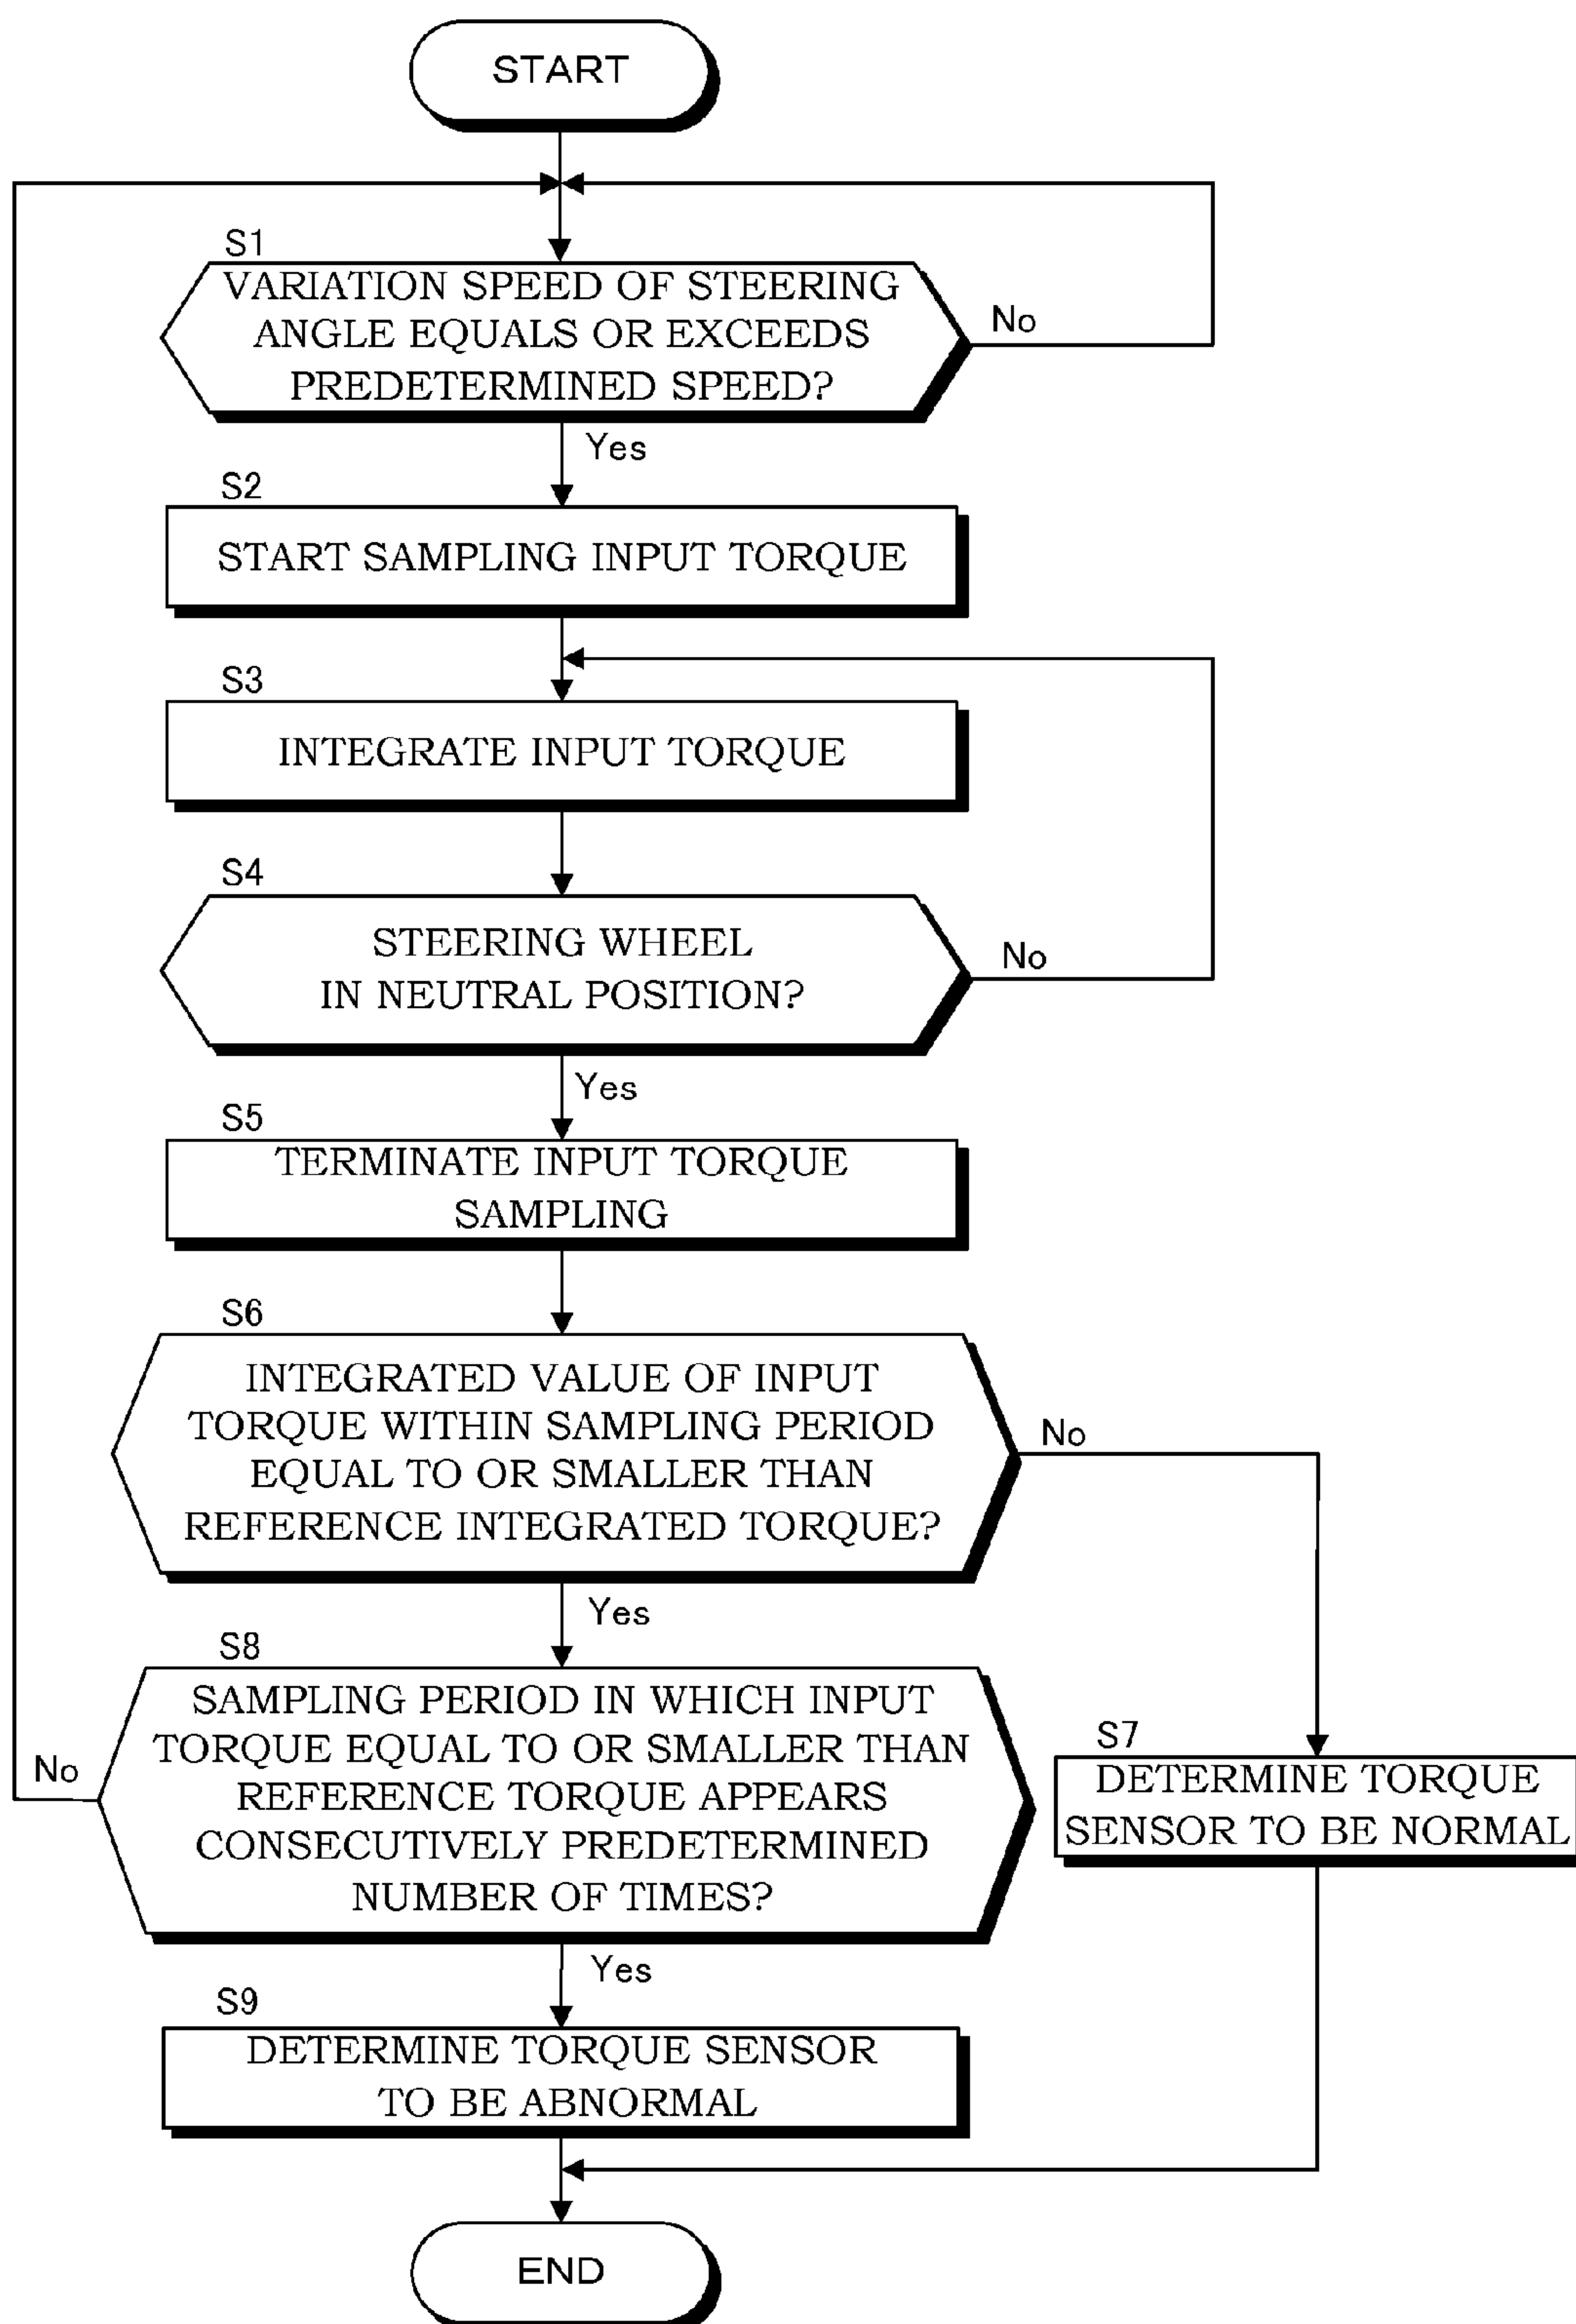 START
S1
VARIATION SPEED OF STEERING
ANGLE EQUALS OR EXCEEDS
PREDETERMINED SPEED?
No
Yes
S2
START SAMPLING INPUT TORQUE
S3
INTEGRATE INPUT TORQUE
S4
STEERING WHEEL
IN NEUTRAL POSITION?
No
Yes
S5
TERMINATE INPUT TORQUE
SAMPLING
S6
INTEGRATED VALUE OF INPUT
TORQUE WITHIN SAMPLING PERIOD
EQUAL TO OR SMALLER THAN
REFERENCE INTEGRATED TORQUE?
No
Yes
S8
SAMPLING PERIOD IN WHICH INPUT
TORQUE EQUAL TO OR SMALLER THAN
REFERENCE TORQUE APPEARS
CONSECUTIVELY PREDETERMINED
NUMBER OF TIMES?
No
Yes
S7
DETERMINE TORQUE
SENSOR TO BE NORMAL
S9
DETERMINE TORQUE SENSOR
TO BE ABNORMAL
END